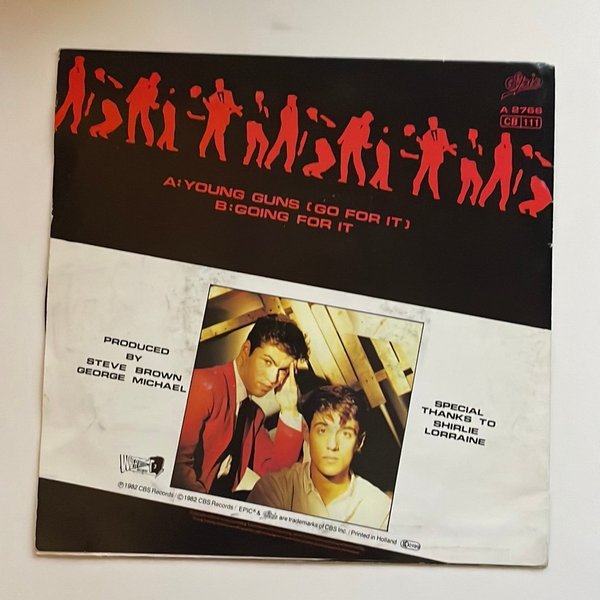 Epic
A 2766
CB 111
A:YOUNG GUNS (GO FOR IT)
B:GOING FOR IT
PRODUCED
BY
STEVE BROWN
GEORGE MICHAEL
SPECIAL
THANKS TO
SHIRLIE
LORRAINE
℗ 1982 CBS Records / © 1982 CBS Records / EPIC® & Epic are trademarks of CBS Inc. / Printed in Holland